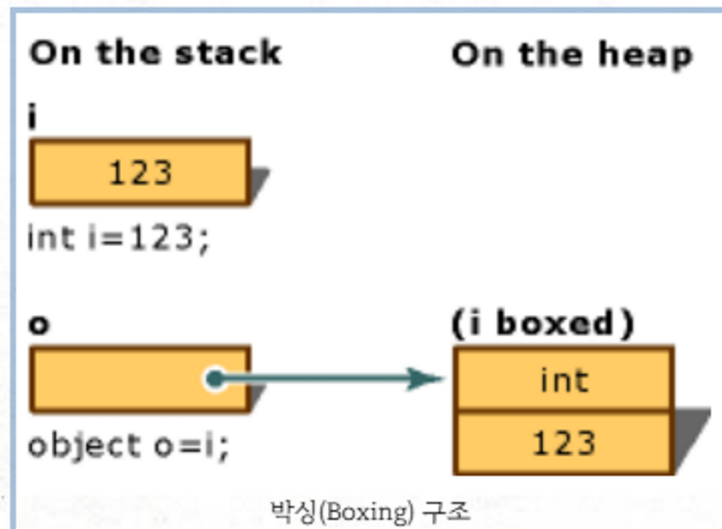 On the stack
On the heap
i
123
int i=123;
o
(i boxed)
int
123
object o=i;
박싱(Boxing) 구조